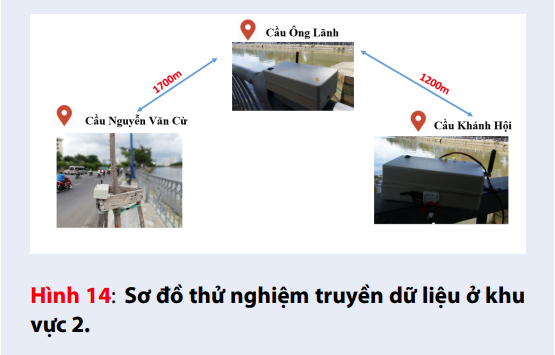 Cầu Ông Lãnh
1700m
1200m
Cầu Nguyễn Văn Cừ
Cầu Khánh Hội
Hình 14: Sơ đồ thử nghiệm truyền dữ liệu ở khu
vực 2.